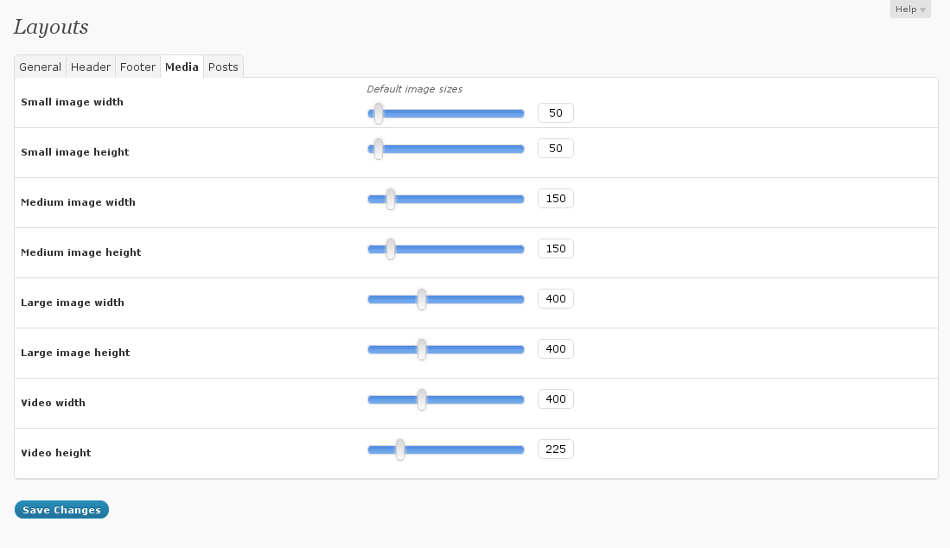 Help
Layouts
General Header Footer Media Posts
Default image sizes
Small image width 50
Small image height 50
Medium image width 150
Medium image height 150
Large image width 400
Large image height 400
Video width 400
Video height 225
Save Changes